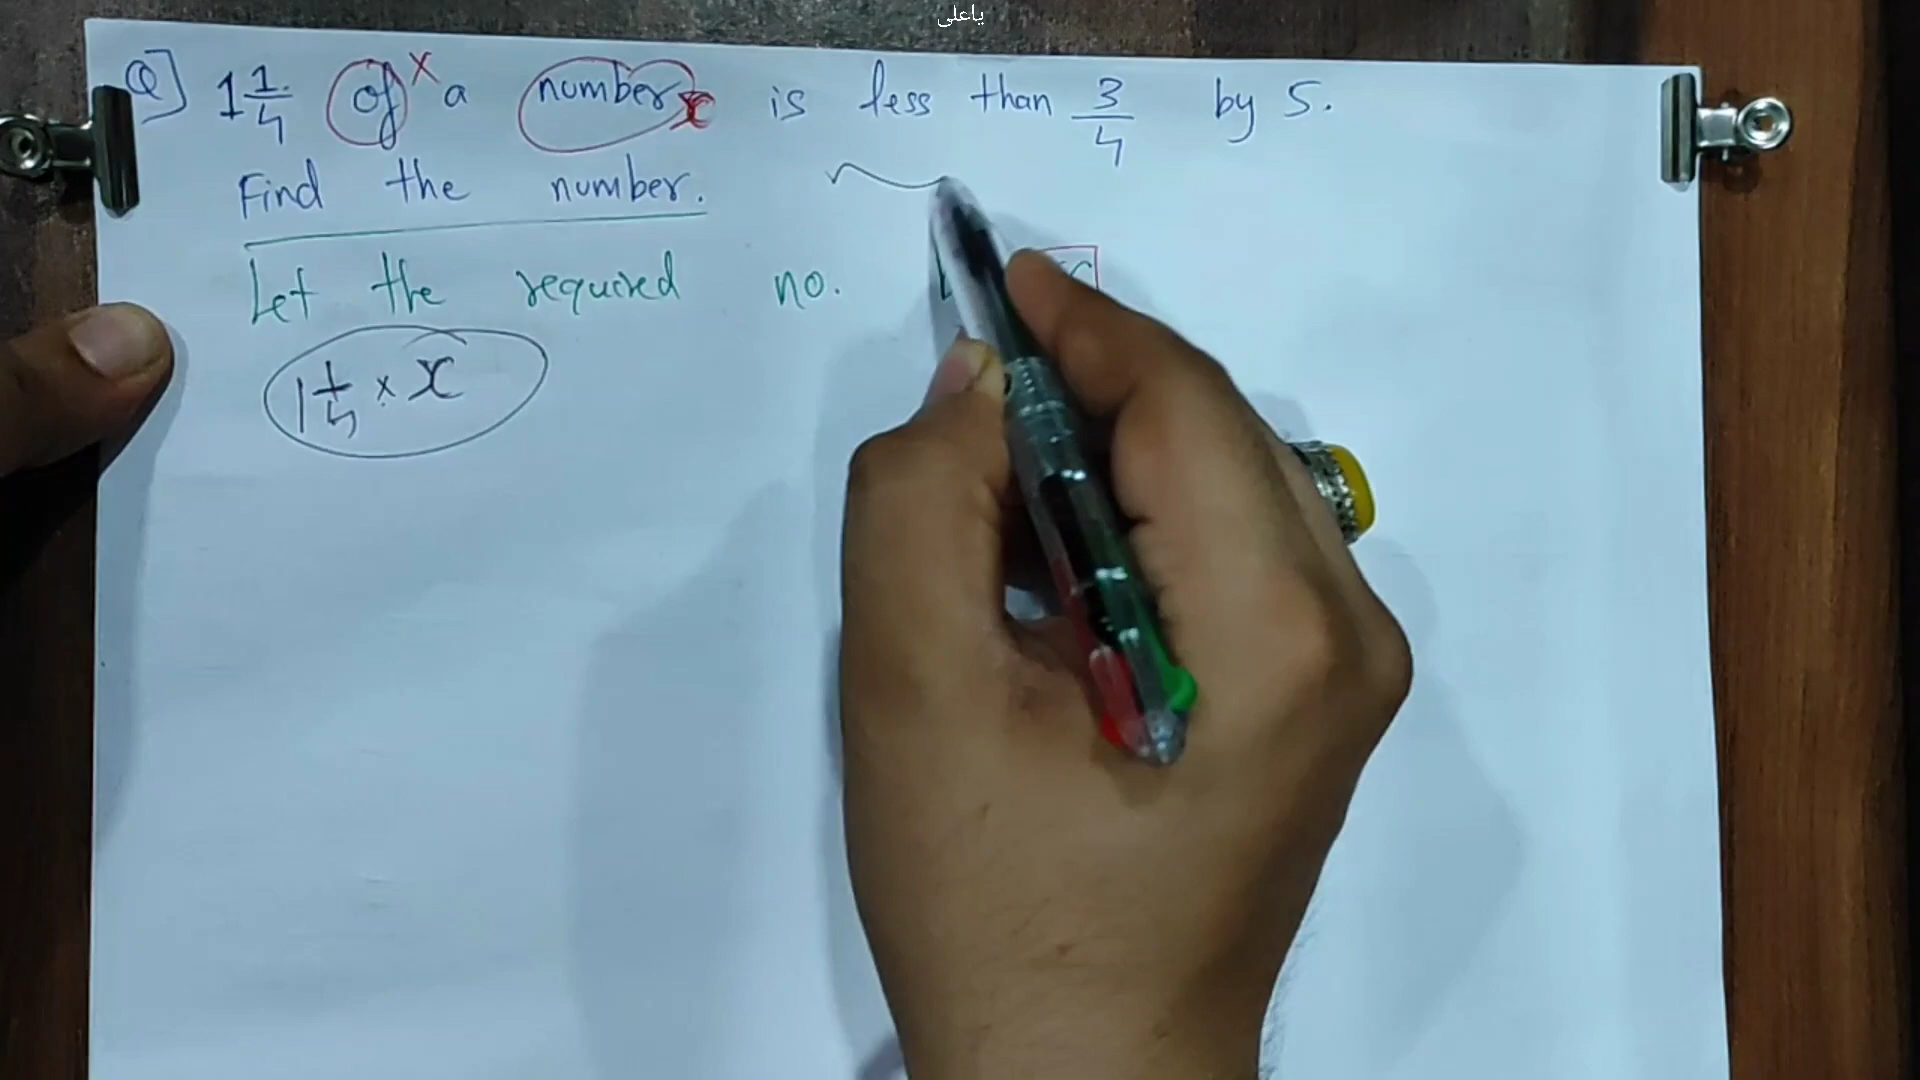 ياعلى
Q] 1 1/4 of × a number x is less than 3/4 by 5.
Find the number.
Let the required no.
1 1/4 × x